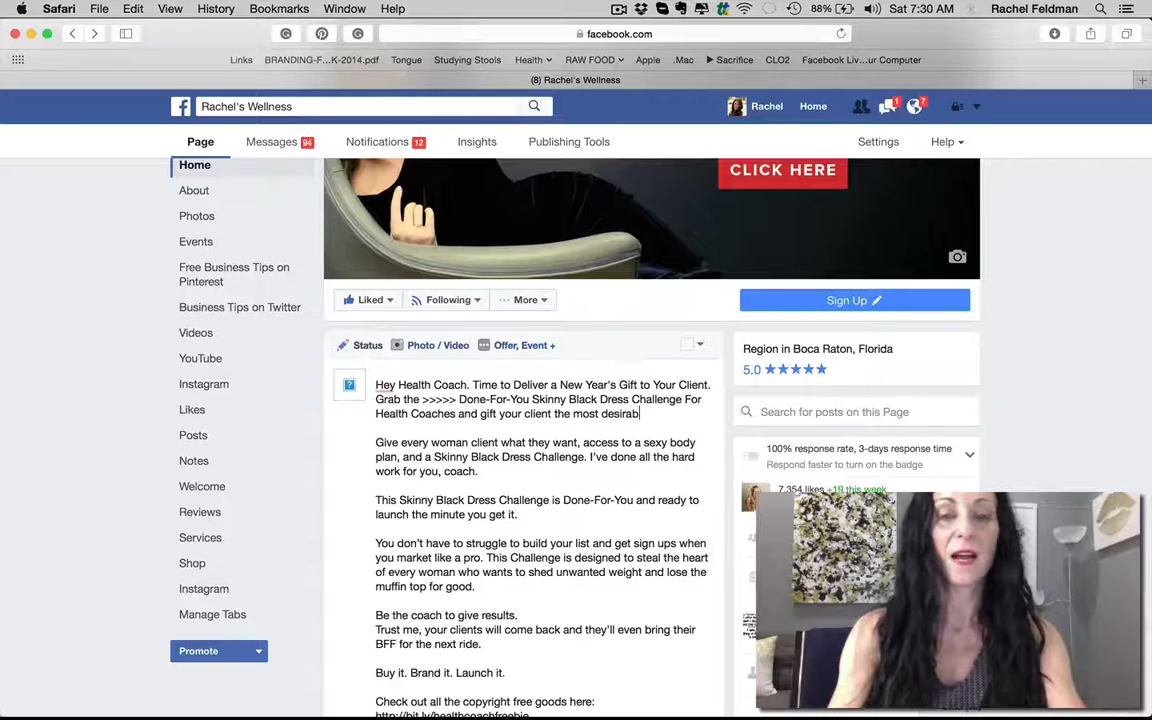 Safari File Edit View History Bookmarks Window Help 88% Sat 7:30 AM Rachel Feldman
facebook.com
Links BRANDING-F...K-2014.pdf Tongue Studying Stools Health RAW FOOD Apple .Mac Sacrifice CLO2 Facebook Liv...ur Computer
(8) Rachel's Wellness
Rachel's Wellness Rachel Home 1 7
Page Messages 94 Notifications 12 Insights Publishing Tools Settings Help
Home
About
Photos
Events
Free Business Tips on
Pinterest
Business Tips on Twitter
Videos
YouTube
Instagram
Likes
Posts
Notes
Welcome
Reviews
Services
Shop
Instagram
Manage Tabs
Promote
CLICK HERE
Liked Following More Sign Up
Status Photo / Video Offer, Event +
Hey Health Coach. Time to Deliver a New Year's Gift to Your Client.
Grab the >>>>> Done-For-You Skinny Black Dress Challenge For
Health Coaches and gift your client the most desirab
Give every woman client what they want, access to a sexy body
plan, and a Skinny Black Dress Challenge. I've done all the hard
work for you, coach.
This Skinny Black Dress Challenge is Done-For-You and ready to
launch the minute you get it.
You don't have to struggle to build your list and get sign ups when
you market like a pro. This Challenge is designed to steal the heart
of every woman who wants to shed unwanted weight and lose the
muffin top for good.
Be the coach to give results.
Trust me, your clients will come back and they'll even bring their
BFF for the next ride.
Buy it. Brand it. Launch it.
Check out all the copyright free goods here:
http://bit.ly/healthcoachfreebie
Region in Boca Raton, Florida
5.0 ★★★★★
Search for posts on this Page
100% response rate, 3-days response time
Respond faster to turn on the badge
7,354 likes +19 this week